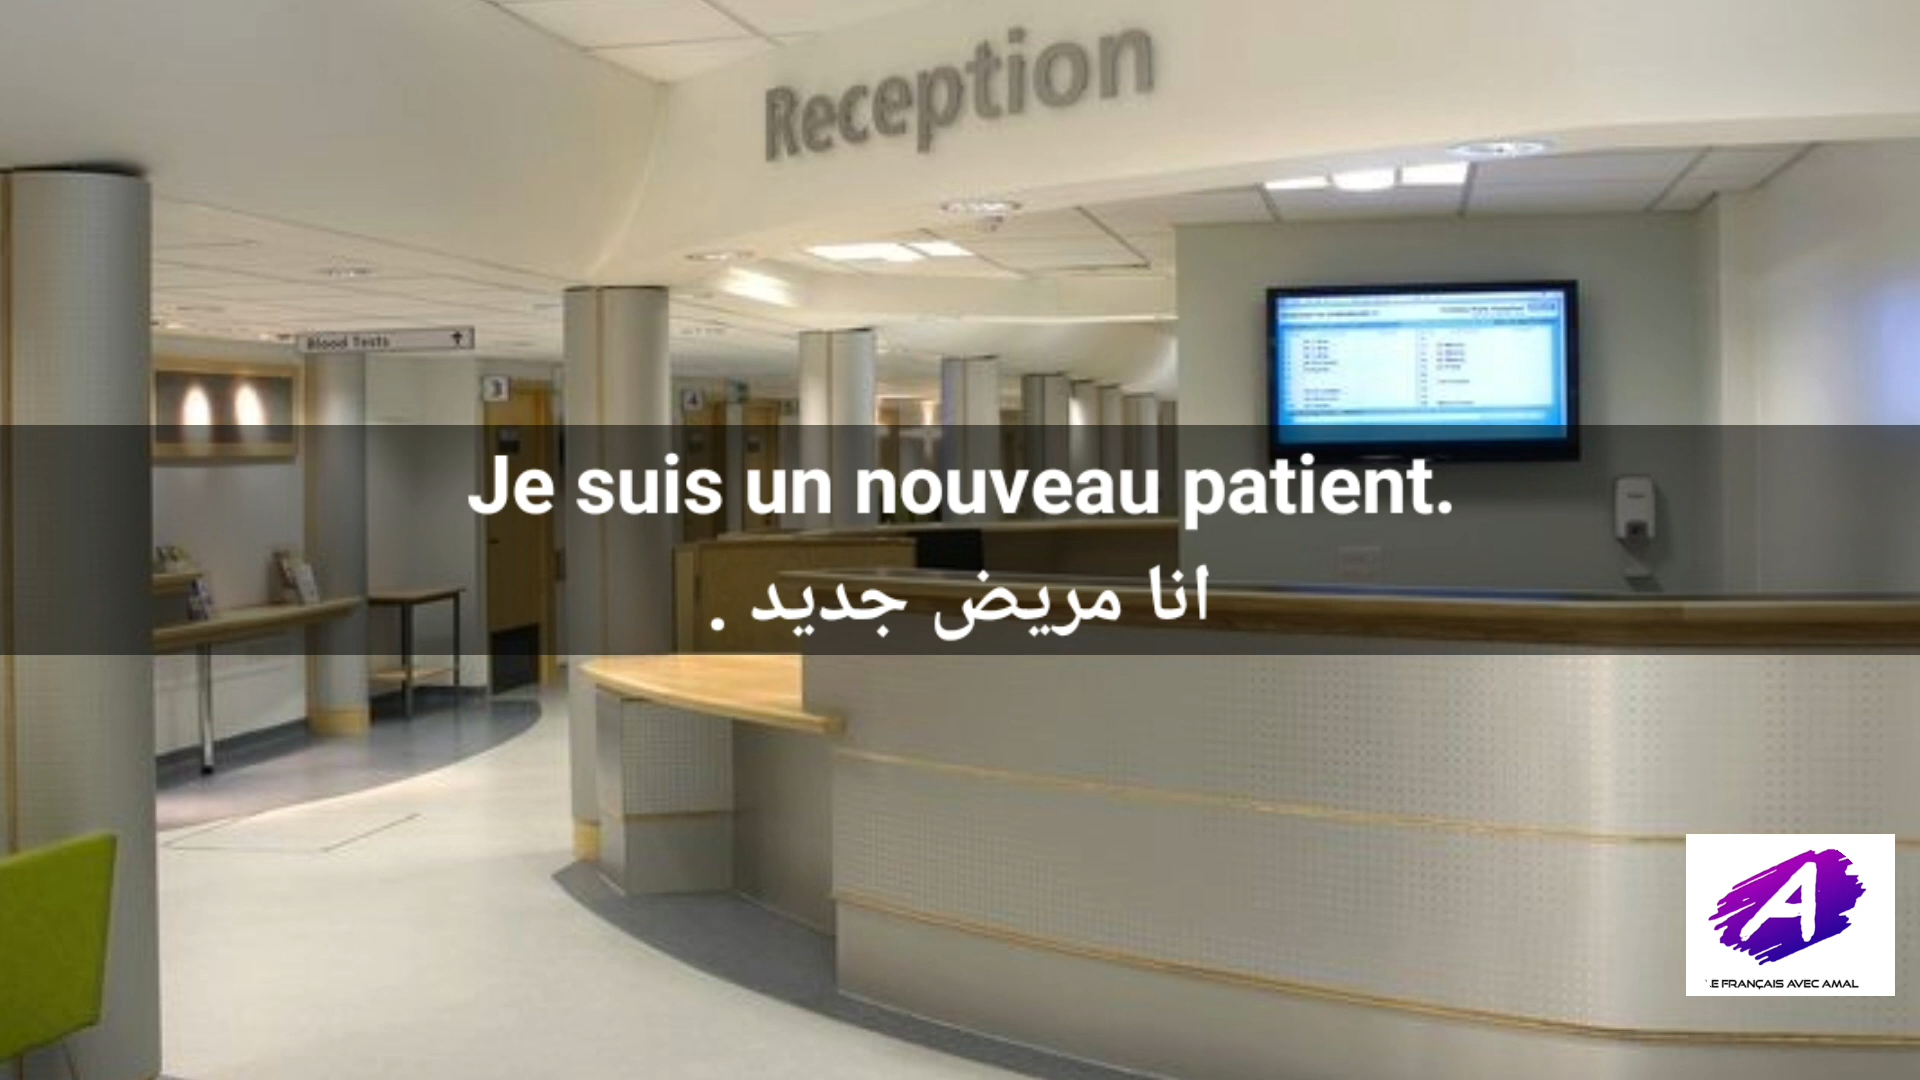 Reception
Blood Tests
3
4
Je suis un nouveau patient.
انا مريض جديد .
A
LE FRANÇAIS AVEC AMAL